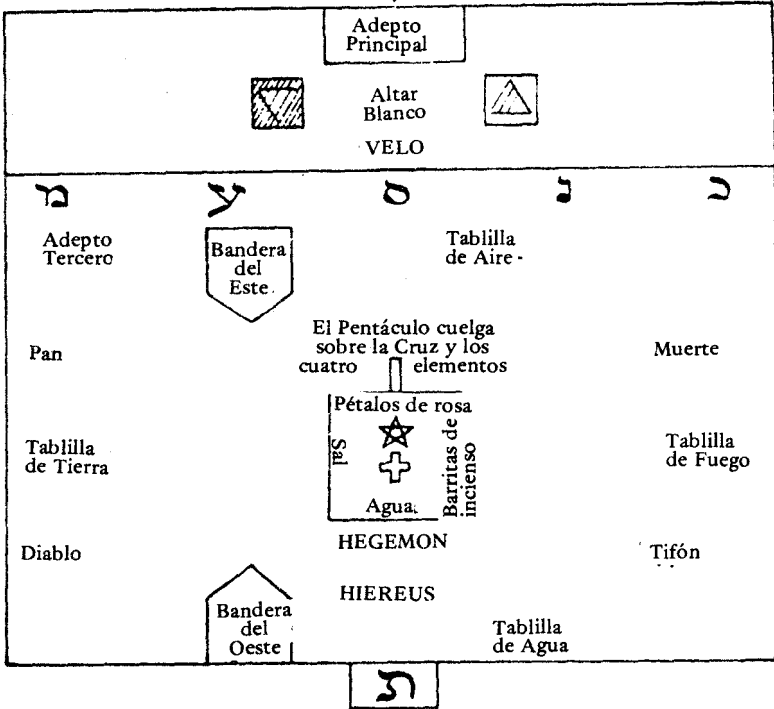 Adepto
Principal
Altar
Blanco
VELO
ע ס נ כ
Adepto
Tercero
Bandera
del
Este
Tablilla
de Aire
El Pentáculo cuelga
sobre la Cruz y los
cuatro elementos
Pan
Muerte
Pétalos de rosa
Sal
Barritas de
incienso
Agua
Tablilla
de Tierra
Tablilla
de Fuego
HEGEMON
Diablo
Tifón
HIEREUS
Bandera
del
Oeste
Tablilla
de Agua
ת